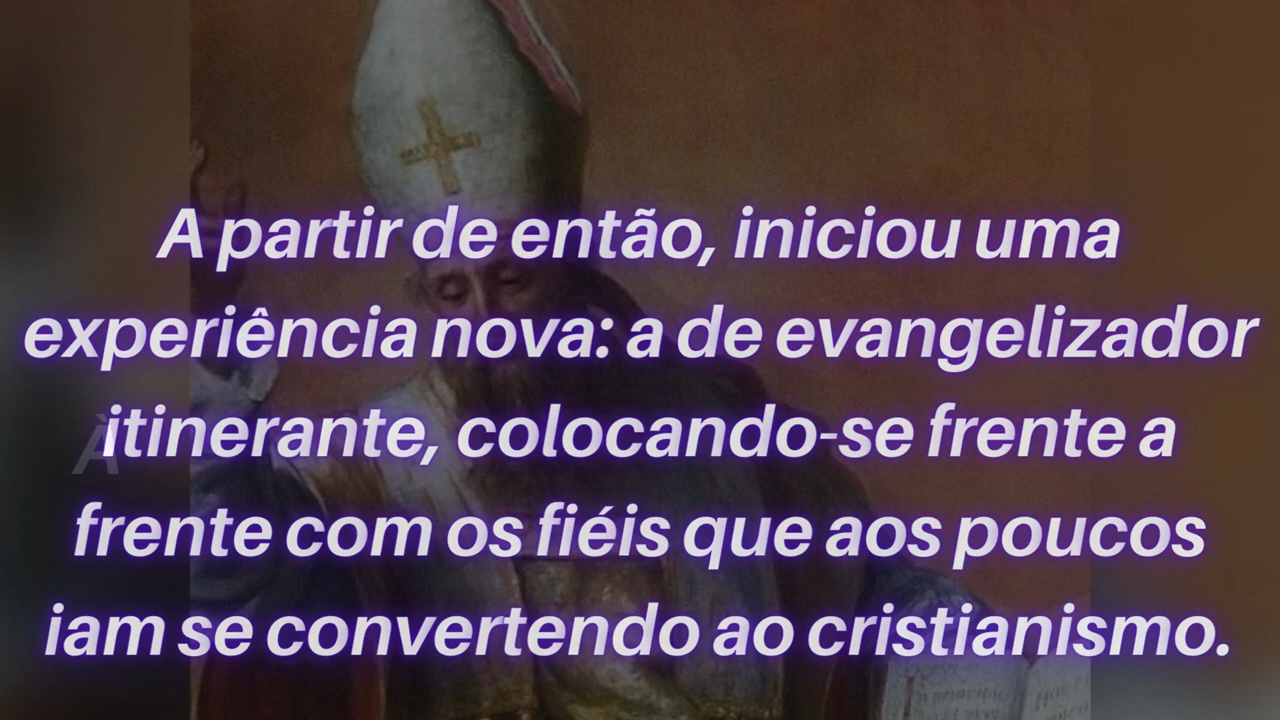 A partir de então, iniciou uma
experiência nova: a de evangelizador
itinerante, colocando-se frente a
À
frente com os fiéis que aos poucos
iam se convertendo ao cristianismo.